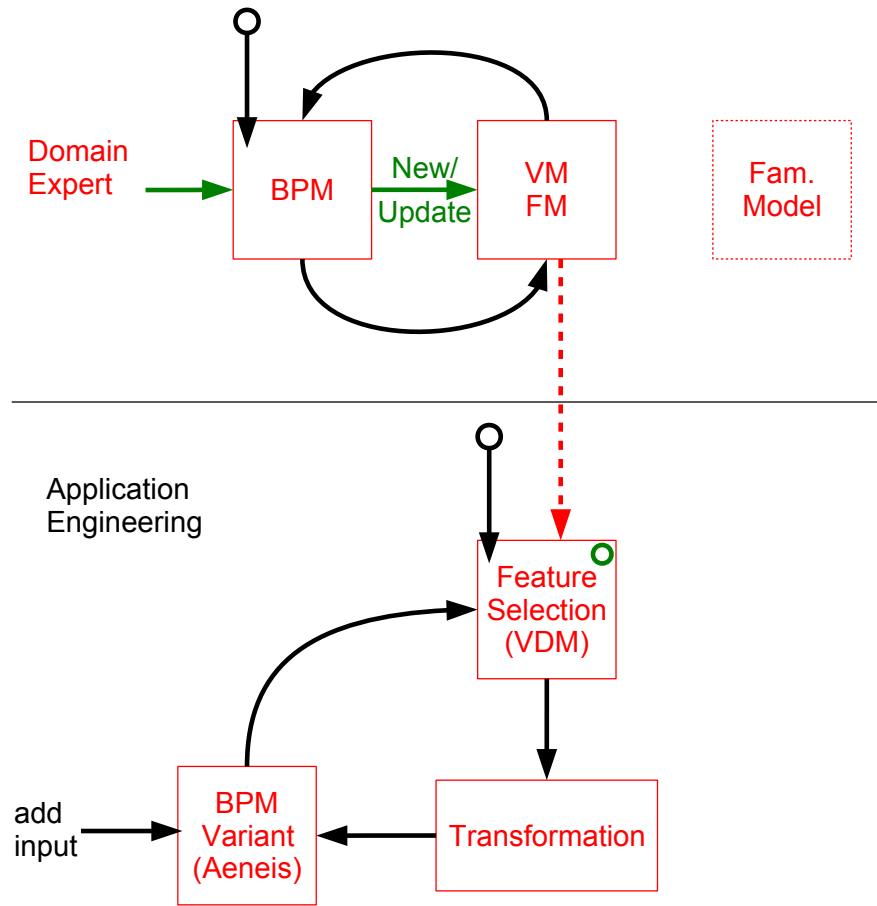 Domain
Expert
BPM
New/
Update
VM
FM
Fam.
Model
Application
Engineering
Feature
Selection
(VDM)
add
input
BPM
Variant
(Aeneis)
Transformation